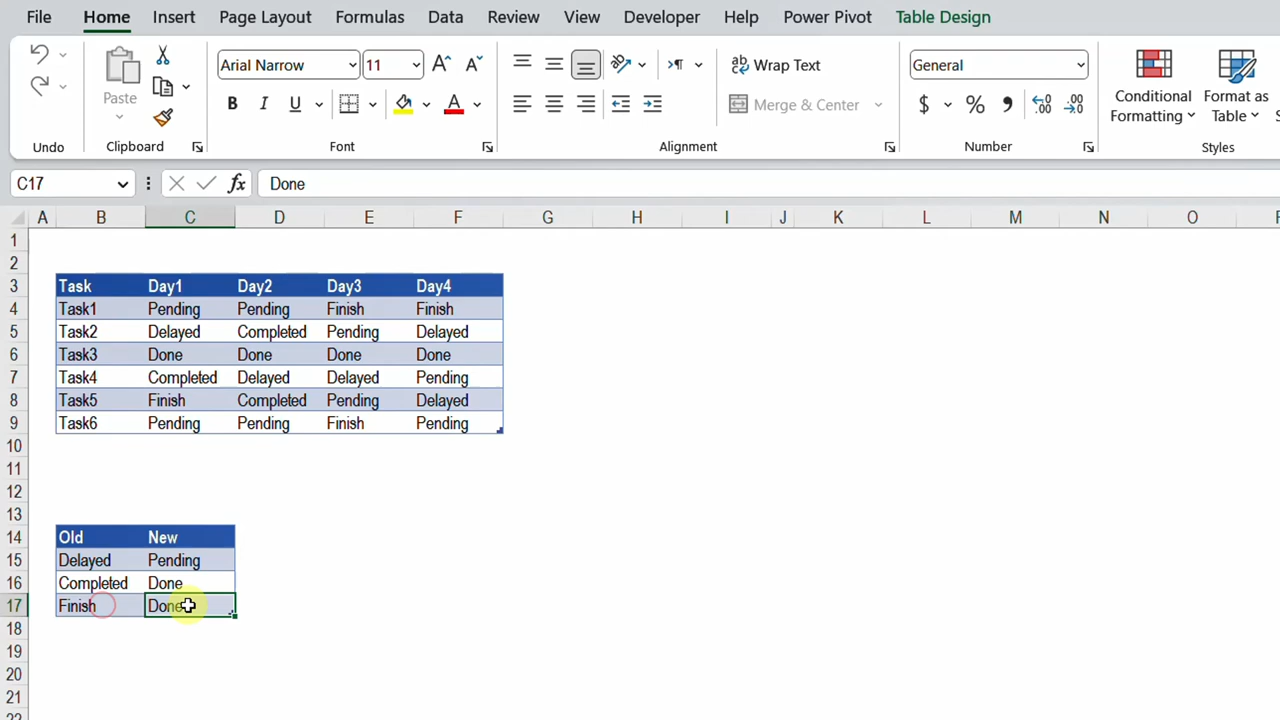 File Home Insert Page Layout Formulas Data Review View Developer Help Power Pivot Table Design
Arial Narrow 11 Wrap Text General
Paste B I U Merge & Center $ % Conditional Formatting Format as Table
Undo Clipboard Font Alignment Number Styles
C17 fx Done
A B C D E F G H I J K L M N O
1
2
3 Task Day1 Day2 Day3 Day4
4 Task1 Pending Pending Finish Finish
5 Task2 Delayed Completed Pending Delayed
6 Task3 Done Done Done Done
7 Task4 Completed Delayed Delayed Pending
8 Task5 Finish Completed Pending Delayed
9 Task6 Pending Pending Finish Pending
10
11
12
13
14 Old New
15 Delayed Pending
16 Completed Done
17 Finish Done
18
19
20
21